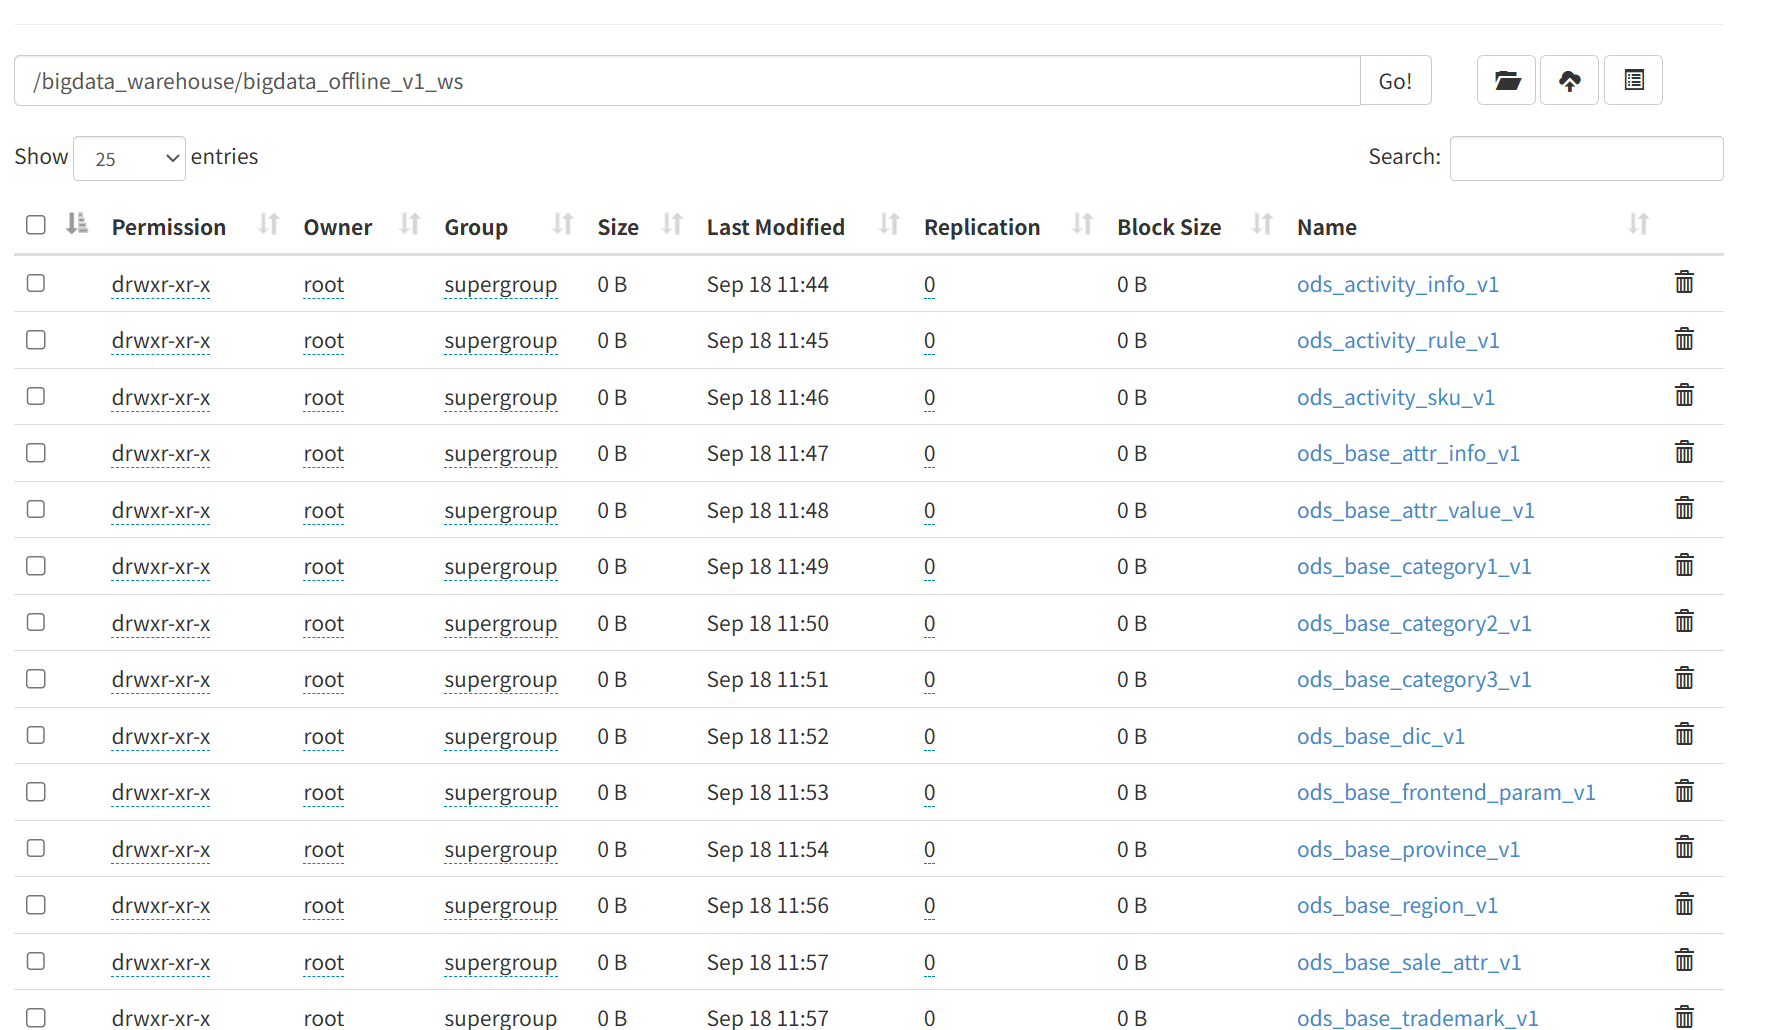 /bigdata_warehouse/bigdata_offline_v1_ws Go!
Show 25 entries Search:
Permission Owner Group Size Last Modified Replication Block Size Name
drwxr-xr-x root supergroup 0 B Sep 18 11:44 0 0 B ods_activity_info_v1
drwxr-xr-x root supergroup 0 B Sep 18 11:45 0 0 B ods_activity_rule_v1
drwxr-xr-x root supergroup 0 B Sep 18 11:46 0 0 B ods_activity_sku_v1
drwxr-xr-x root supergroup 0 B Sep 18 11:47 0 0 B ods_base_attr_info_v1
drwxr-xr-x root supergroup 0 B Sep 18 11:48 0 0 B ods_base_attr_value_v1
drwxr-xr-x root supergroup 0 B Sep 18 11:49 0 0 B ods_base_category1_v1
drwxr-xr-x root supergroup 0 B Sep 18 11:50 0 0 B ods_base_category2_v1
drwxr-xr-x root supergroup 0 B Sep 18 11:51 0 0 B ods_base_category3_v1
drwxr-xr-x root supergroup 0 B Sep 18 11:52 0 0 B ods_base_dic_v1
drwxr-xr-x root supergroup 0 B Sep 18 11:53 0 0 B ods_base_frontend_param_v1
drwxr-xr-x root supergroup 0 B Sep 18 11:54 0 0 B ods_base_province_v1
drwxr-xr-x root supergroup 0 B Sep 18 11:56 0 0 B ods_base_region_v1
drwxr-xr-x root supergroup 0 B Sep 18 11:57 0 0 B ods_base_sale_attr_v1
drwxr-xr-x root supergroup 0 B Sep 18 11:57 0 0 B ods_base_trademark_v1